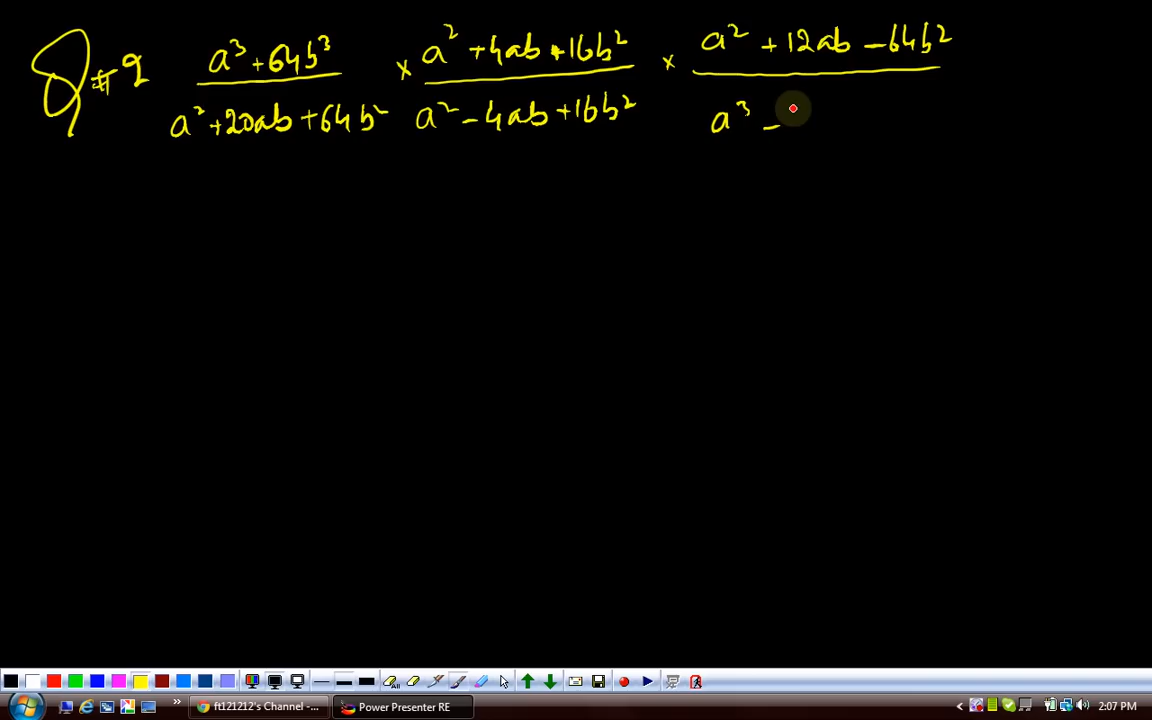 Q # 9 a³ + 64b³ × a² + 4ab + 16b² × a² + 12ab − 64b²
a² + 20ab + 64b² a² − 4ab + 16b² a³ −
ft121212's Channel -... Power Presenter RE 2:07 PM